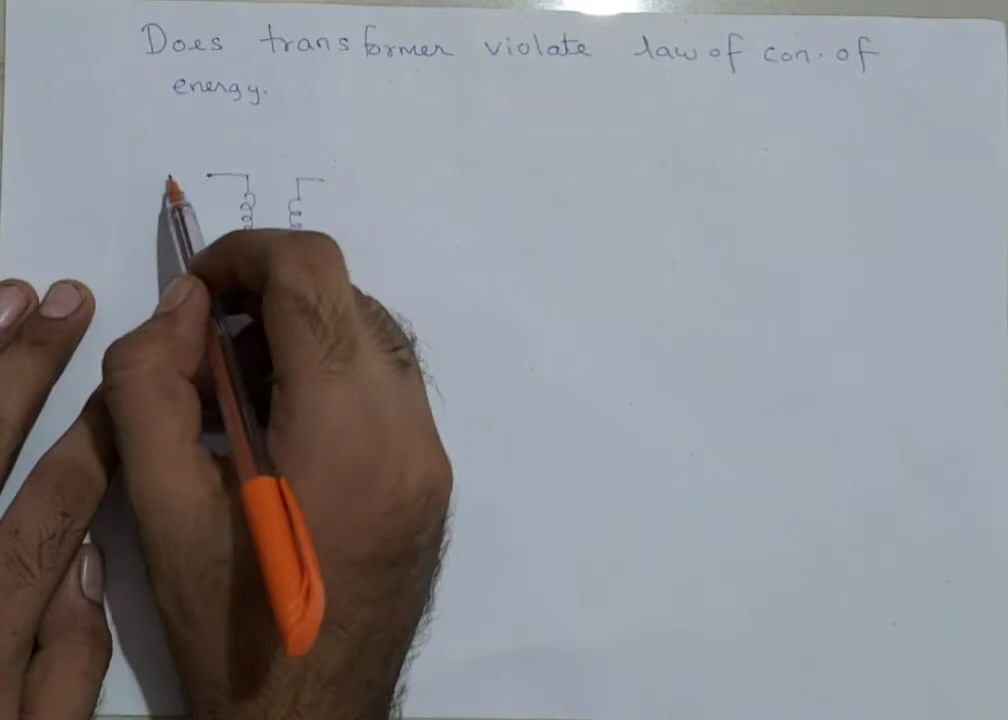 Does transformer violate law of con. of
energy.